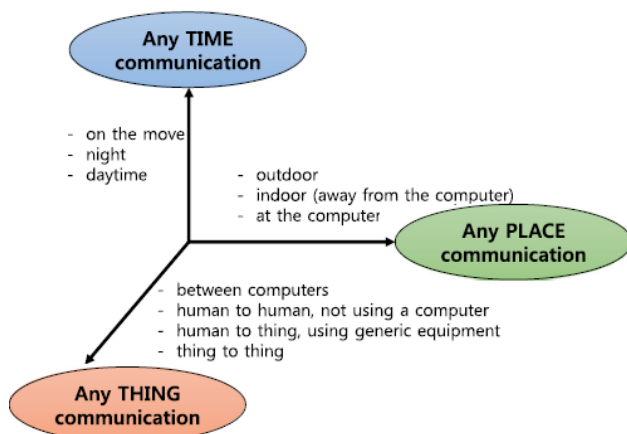 Any TIME
communication
- on the move
- night
- daytime
- outdoor
- indoor (away from the computer)
- at the computer
Any PLACE
communication
- between computers
- human to human, not using a computer
- human to thing, using generic equipment
- thing to thing
Any THING
communication